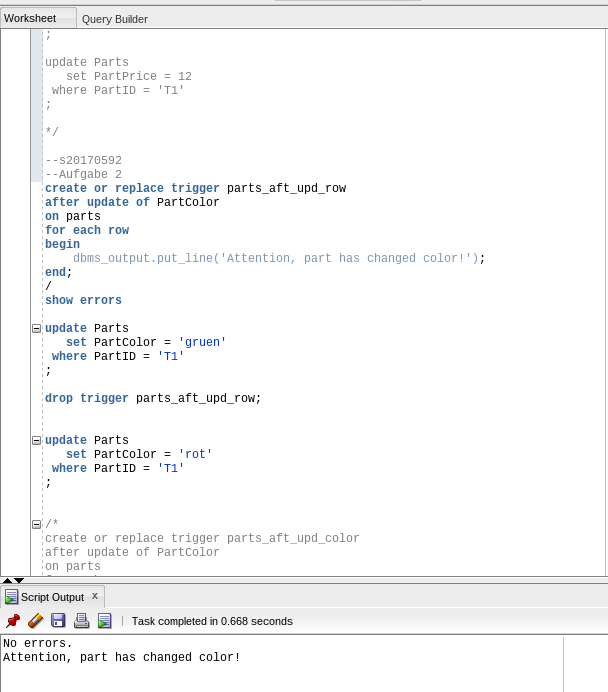 Worksheet
Query Builder
;
update Parts
set PartPrice = 12
where PartID = 'T1'
;
*/
--s20170592
--Aufgabe 2
create or replace trigger parts_aft_upd_row
after update of PartColor
on parts
for each row
begin
dbms_output.put_line('Attention, part has changed color!');
end;
/
show errors
update Parts
set PartColor = 'gruen'
where PartID = 'T1'
;
drop trigger parts_aft_upd_row;
update Parts
set PartColor = 'rot'
where PartID = 'T1'
;
/*
create or replace trigger parts_aft_upd_color
after update of PartColor
on parts
Script Output x
Task completed in 0.668 seconds
No errors.
Attention, part has changed color!